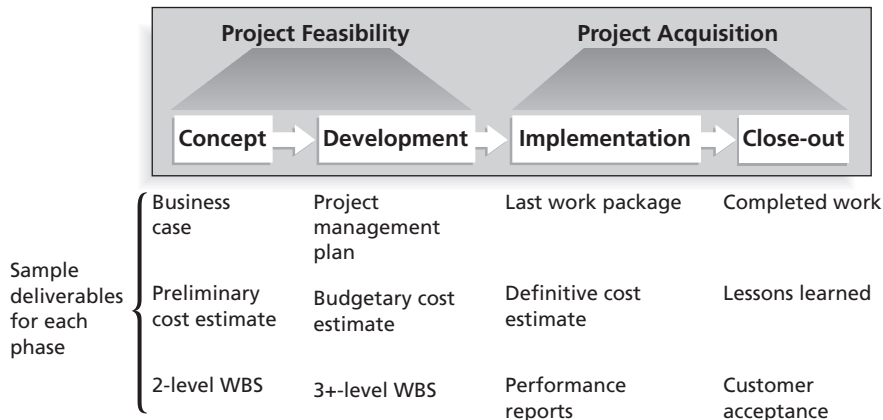 Project Feasibility
Project Acquisition
Concept
Development
Implementation
Close-out
Sample
deliverables
for each
phase
Business
case
Project
management
plan
Last work package
Completed work
Preliminary
cost estimate
Budgetary cost
estimate
Definitive cost
estimate
Lessons learned
2-level WBS
3+-level WBS
Performance
reports
Customer
acceptance